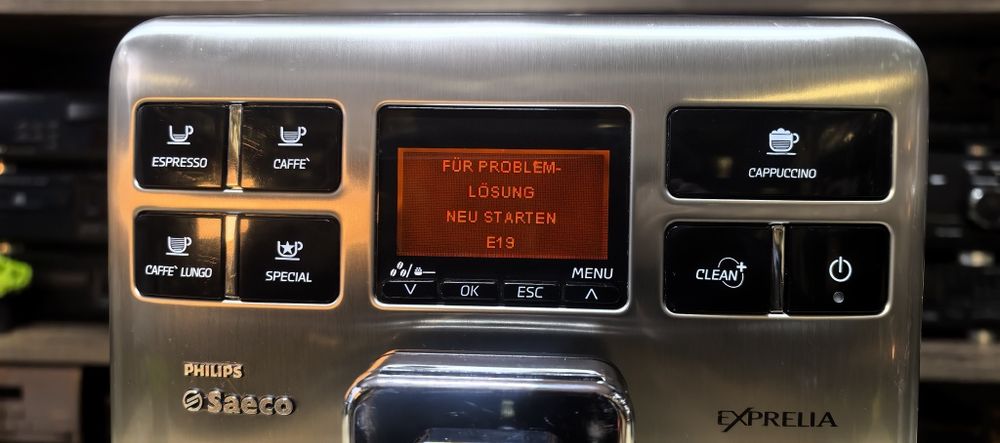 ESPRESSO
CAFFE`
CAFFE` LUNGO
SPECIAL
FÜR PROBLEM-
LÖSUNG
NEU STARTEN
E19
MENU
OK
ESC
CAPPUCCINO
CLEAN
PHILIPS
Saeco
EXPRELIA